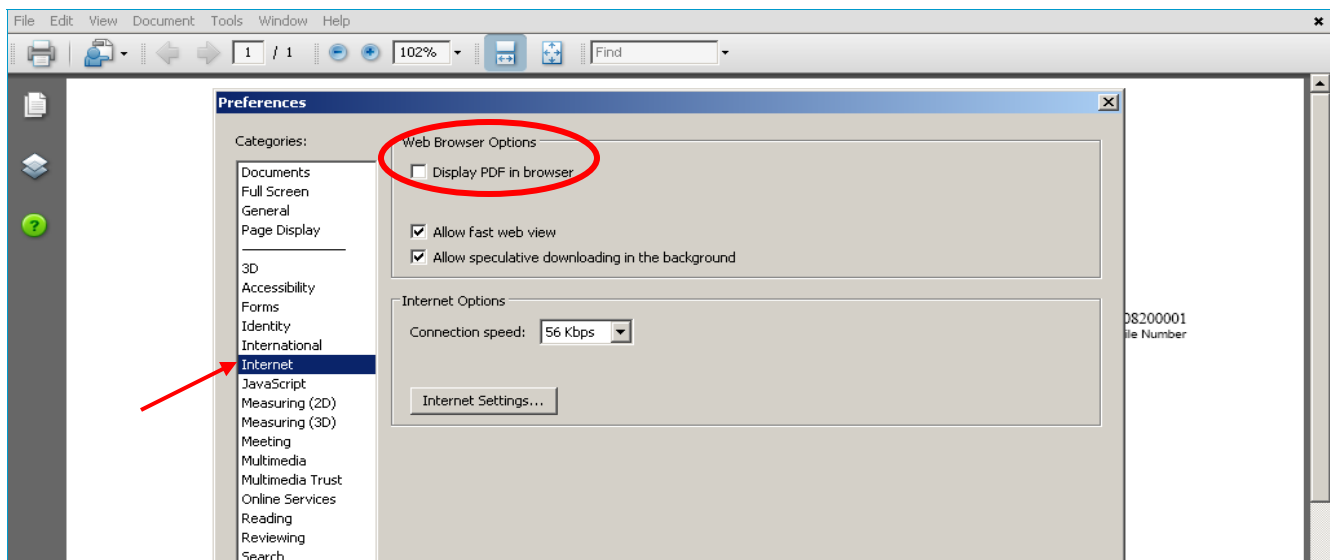 File Edit View Document Tools Window Help
1 / 1 102% Find
Preferences
Categories:
Documents
Full Screen
General
Page Display
3D
Accessibility
Forms
Identity
International
Internet
JavaScript
Measuring (2D)
Measuring (3D)
Meeting
Multimedia
Multimedia Trust
Online Services
Reading
Reviewing
Search
Web Browser Options
Display PDF in browser
Allow fast web view
Allow speculative downloading in the background
Internet Options
Connection speed: 56 Kbps
Internet Settings...
08200001
ile Number